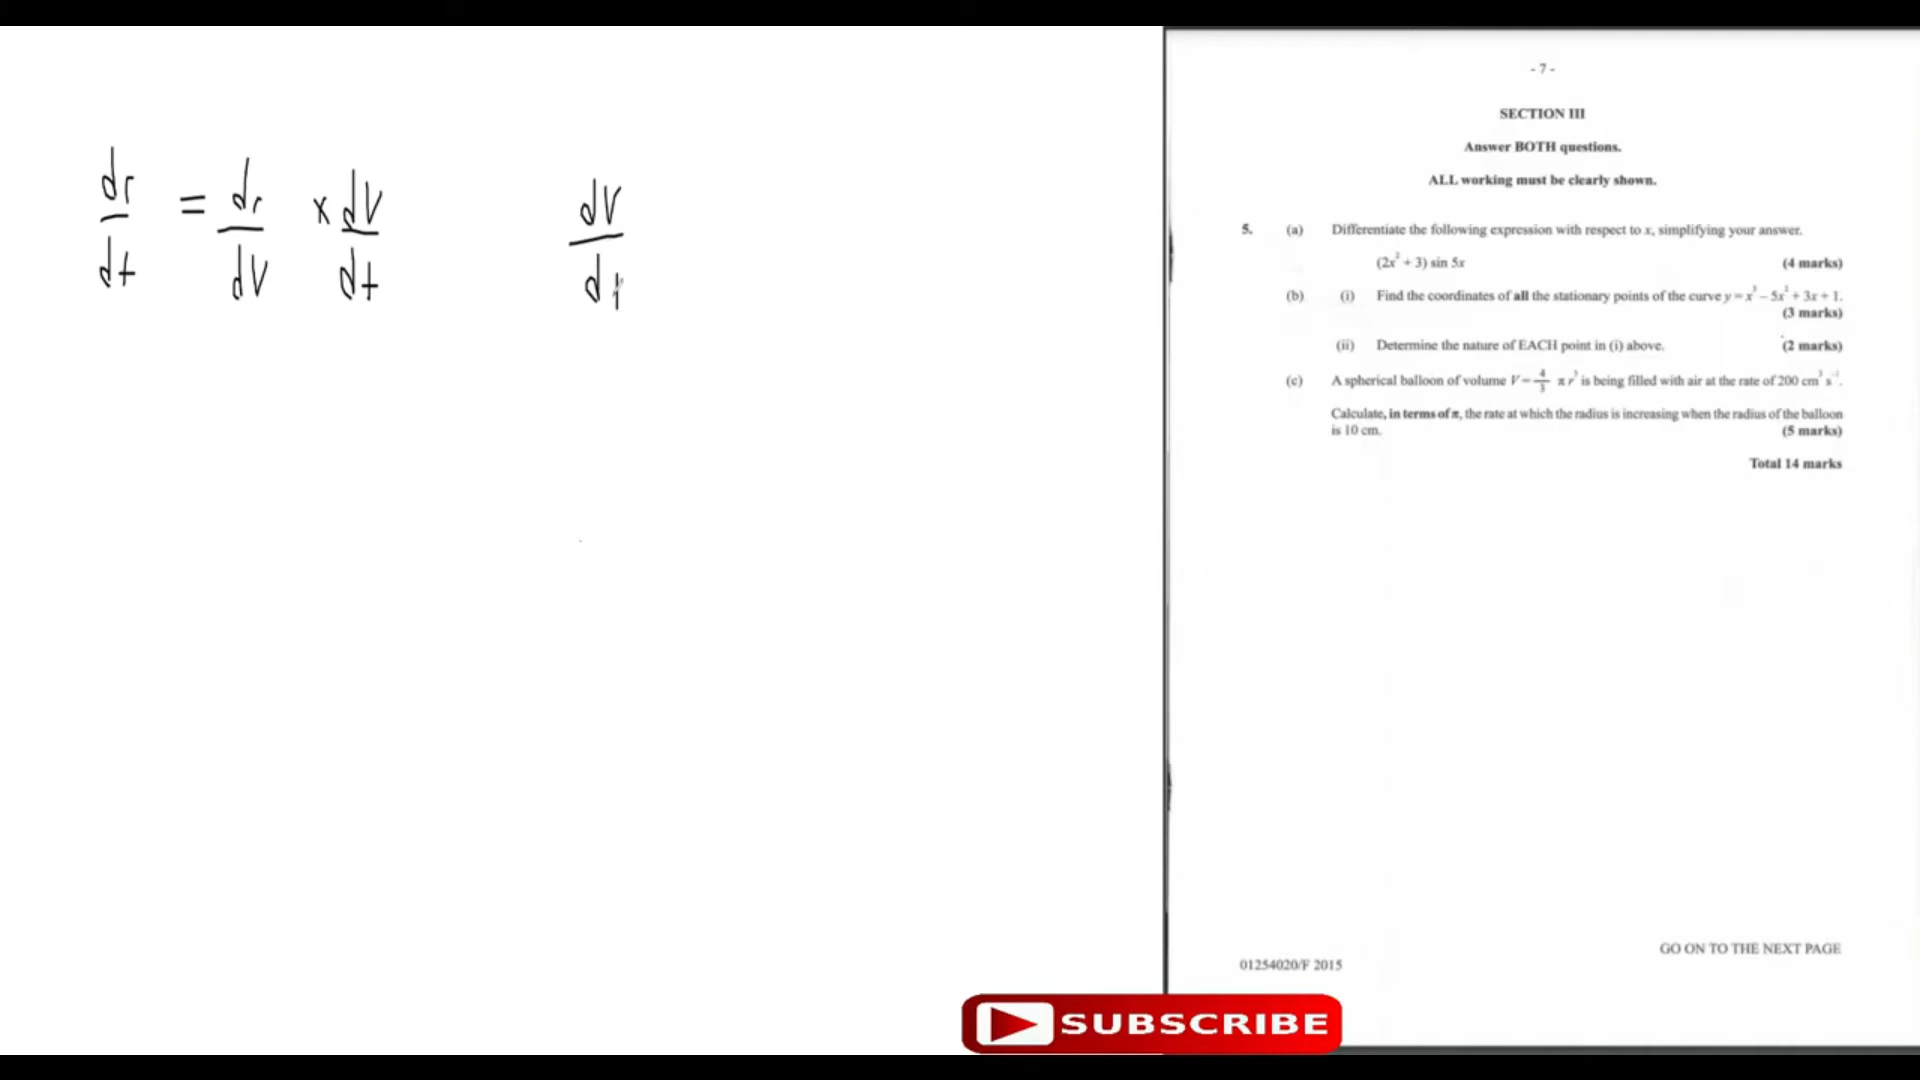 dr/dt = dr/dV × dV/dt dV/dt
- 7 -
SECTION III
Answer BOTH questions.
ALL working must be clearly shown.
5. (a) Differentiate the following expression with respect to x, simplifying your answer.
(2x² + 3) sin 5x (4 marks)
(b) (i) Find the coordinates of all the stationary points of the curve y = x³ – 5x² + 3x + 1.
(3 marks)
(ii) Determine the nature of EACH point in (i) above. (2 marks)
(c) A spherical balloon of volume V = 4/3 π r³ is being filled with air at the rate of 200 cm³ s⁻¹.
Calculate, in terms of π, the rate at which the radius is increasing when the radius of the balloon
is 10 cm. (5 marks)
Total 14 marks
GO ON TO THE NEXT PAGE
01254020/F 2015
SUBSCRIBE